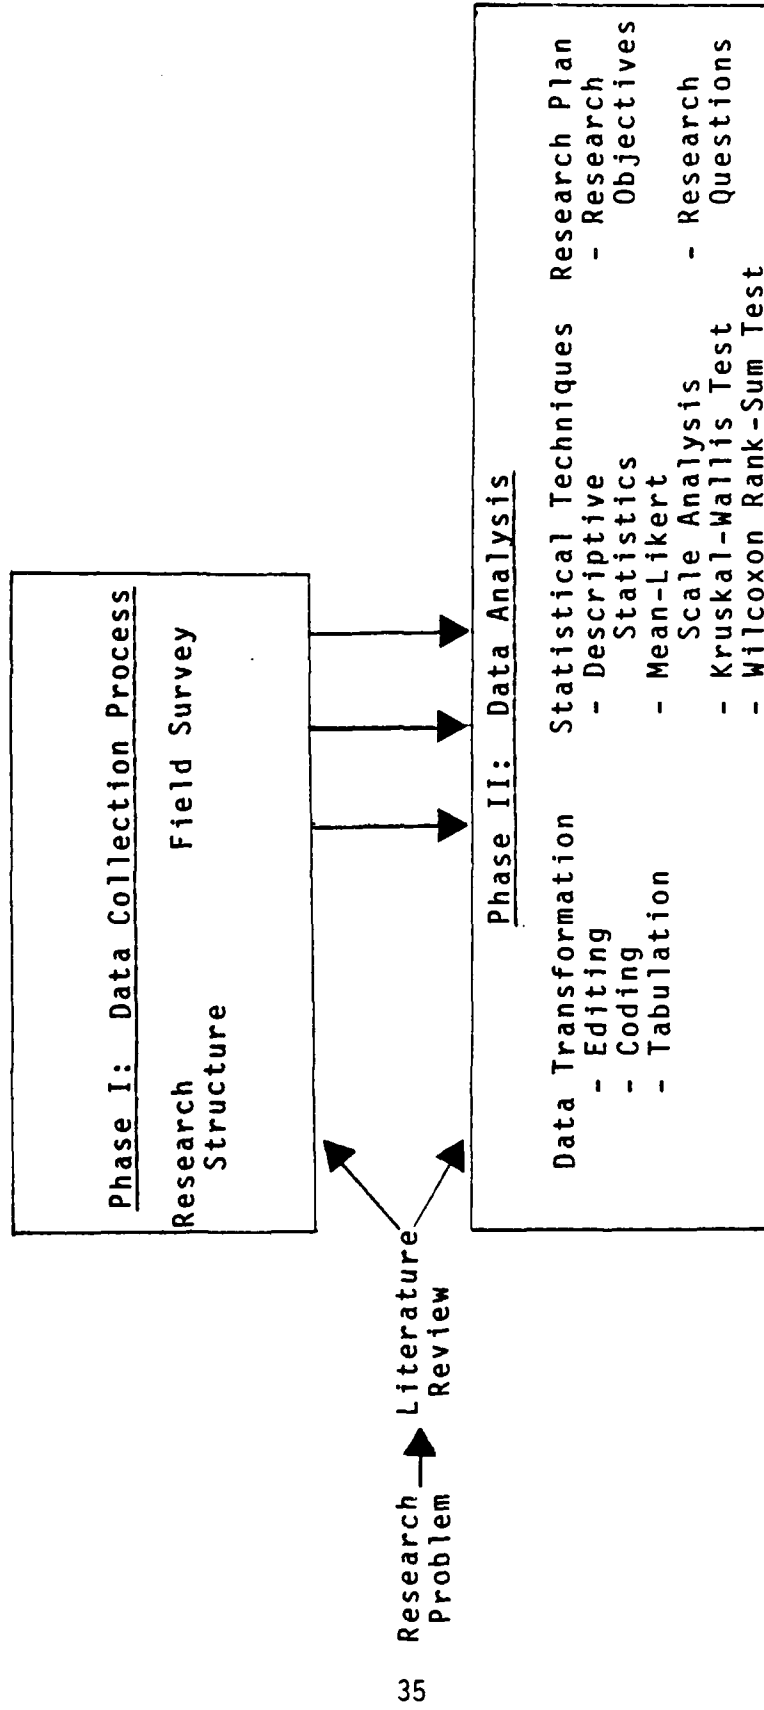 Phase I: Data Collection Process
Research
Structure
Field Survey
Research
Problem
Literature
Review
Phase II: Data Analysis
Data Transformation
- Editing
- Coding
- Tabulation
Statistical Techniques
- Descriptive
Statistics
- Mean-Likert
Scale Analysis
- Kruskal-Wallis Test
- Wilcoxon Rank-Sum Test
Research Plan
- Research
Objectives
- Research
Questions
35